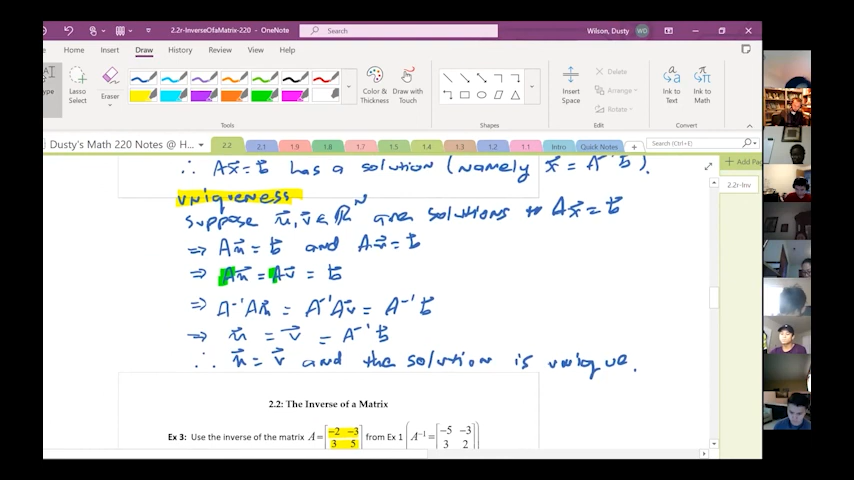 2.2r-InverseOfaMatrix-220 - OneNote
Search
Wilson, Dusty
WD
Home Insert Draw History Review View Help
Type
Lasso Select
Eraser
Color & Thickness
Draw with Touch
Insert Space
Delete
Arrange
Rotate
Ink to Text
Ink to Math
Tools
Shapes
Edit
Convert
Dusty's Math 220 Notes @ H...
2.2 2.1 1.9 1.8 1.7 1.5 1.4 1.3 1.2 1.1 Intro Quick Notes +
Search (Ctrl+E)
+ Add Pag
2.2r-Inv
∴ Ax⃗ = b⃗ has a solution (namely x⃗ = A⁻¹b⃗).
Uniqueness
Suppose u⃗, v⃗ ∈ ℝᴺ are solutions to Ax⃗ = b⃗
⇒ Au⃗ = b⃗ and Av⃗ = b⃗
⇒ Au⃗ = Av⃗ = b⃗
⇒ A⁻¹Au⃗ = A⁻¹Av⃗ = A⁻¹b⃗
⇒ u⃗ = v⃗ = A⁻¹b⃗
∴ u⃗ = v⃗ and the solution is unique.
2.2: The Inverse of a Matrix
Ex 3: Use the inverse of the matrix A = [−2 −3; 3 5] from Ex 1 (A⁻¹ = [−5 −3; 3 2])